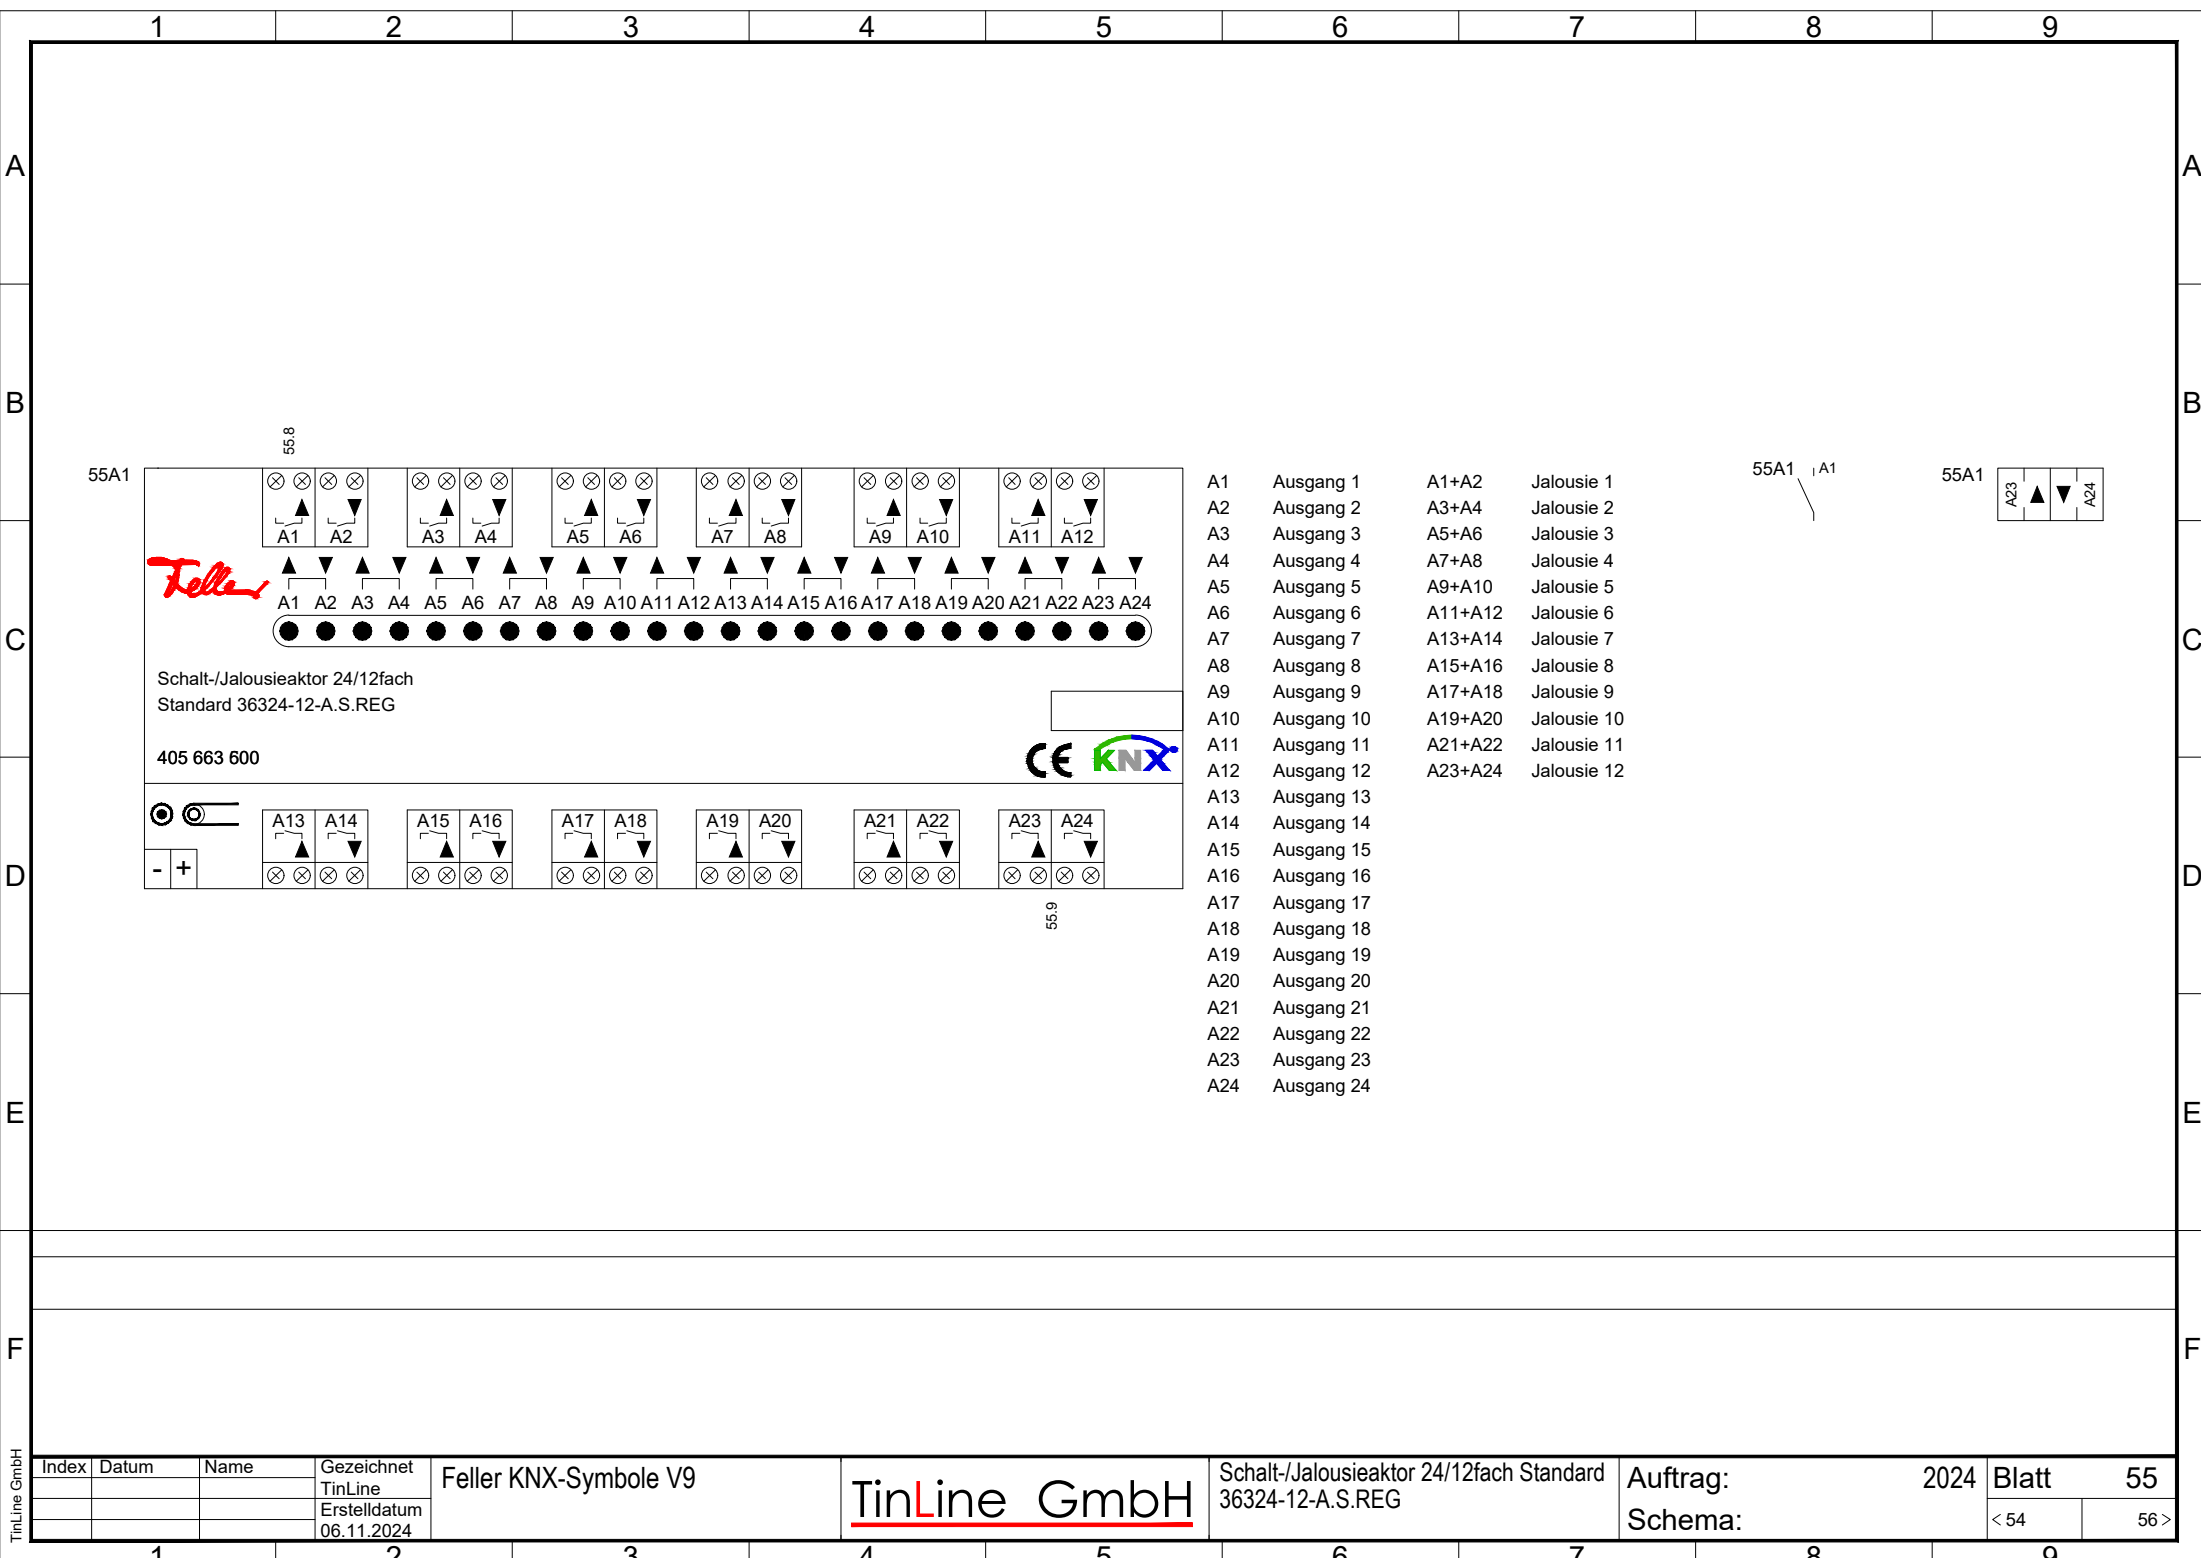 1 2 3 4 5 6 7 8 9
A A
B B
C C
D D
E E
F F
55.8
55A1
A1 A2 A3 A4 A5 A6 A7 A8 A9 A10 A11 A12
Feller
A1 A2 A3 A4 A5 A6 A7 A8 A9 A10 A11 A12 A13 A14 A15 A16 A17 A18 A19 A20 A21 A22 A23 A24
Schalt-/Jalousieaktor 24/12fach
Standard 36324-12-A.S.REG
405 663 600
CE KNX
A13 A14 A15 A16 A17 A18 A19 A20 A21 A22 A23 A24
- +
55.9
A1 Ausgang 1 A1+A2 Jalousie 1
A2 Ausgang 2 A3+A4 Jalousie 2
A3 Ausgang 3 A5+A6 Jalousie 3
A4 Ausgang 4 A7+A8 Jalousie 4
A5 Ausgang 5 A9+A10 Jalousie 5
A6 Ausgang 6 A11+A12 Jalousie 6
A7 Ausgang 7 A13+A14 Jalousie 7
A8 Ausgang 8 A15+A16 Jalousie 8
A9 Ausgang 9 A17+A18 Jalousie 9
A10 Ausgang 10 A19+A20 Jalousie 10
A11 Ausgang 11 A21+A22 Jalousie 11
A12 Ausgang 12 A23+A24 Jalousie 12
A13 Ausgang 13
A14 Ausgang 14
A15 Ausgang 15
A16 Ausgang 16
A17 Ausgang 17
A18 Ausgang 18
A19 Ausgang 19
A20 Ausgang 20
A21 Ausgang 21
A22 Ausgang 22
A23 Ausgang 23
A24 Ausgang 24
55A1 A1
55A1 A23 A24
TinLine GmbH
Index Datum Name
Gezeichnet
TinLine
Erstelldatum
06.11.2024
Feller KNX-Symbole V9
TinLine GmbH
Schalt-/Jalousieaktor 24/12fach Standard
36324-12-A.S.REG
Auftrag: 2024
Schema:
Blatt 55
< 54 56 >
1 2 3 4 5 6 7 8 9